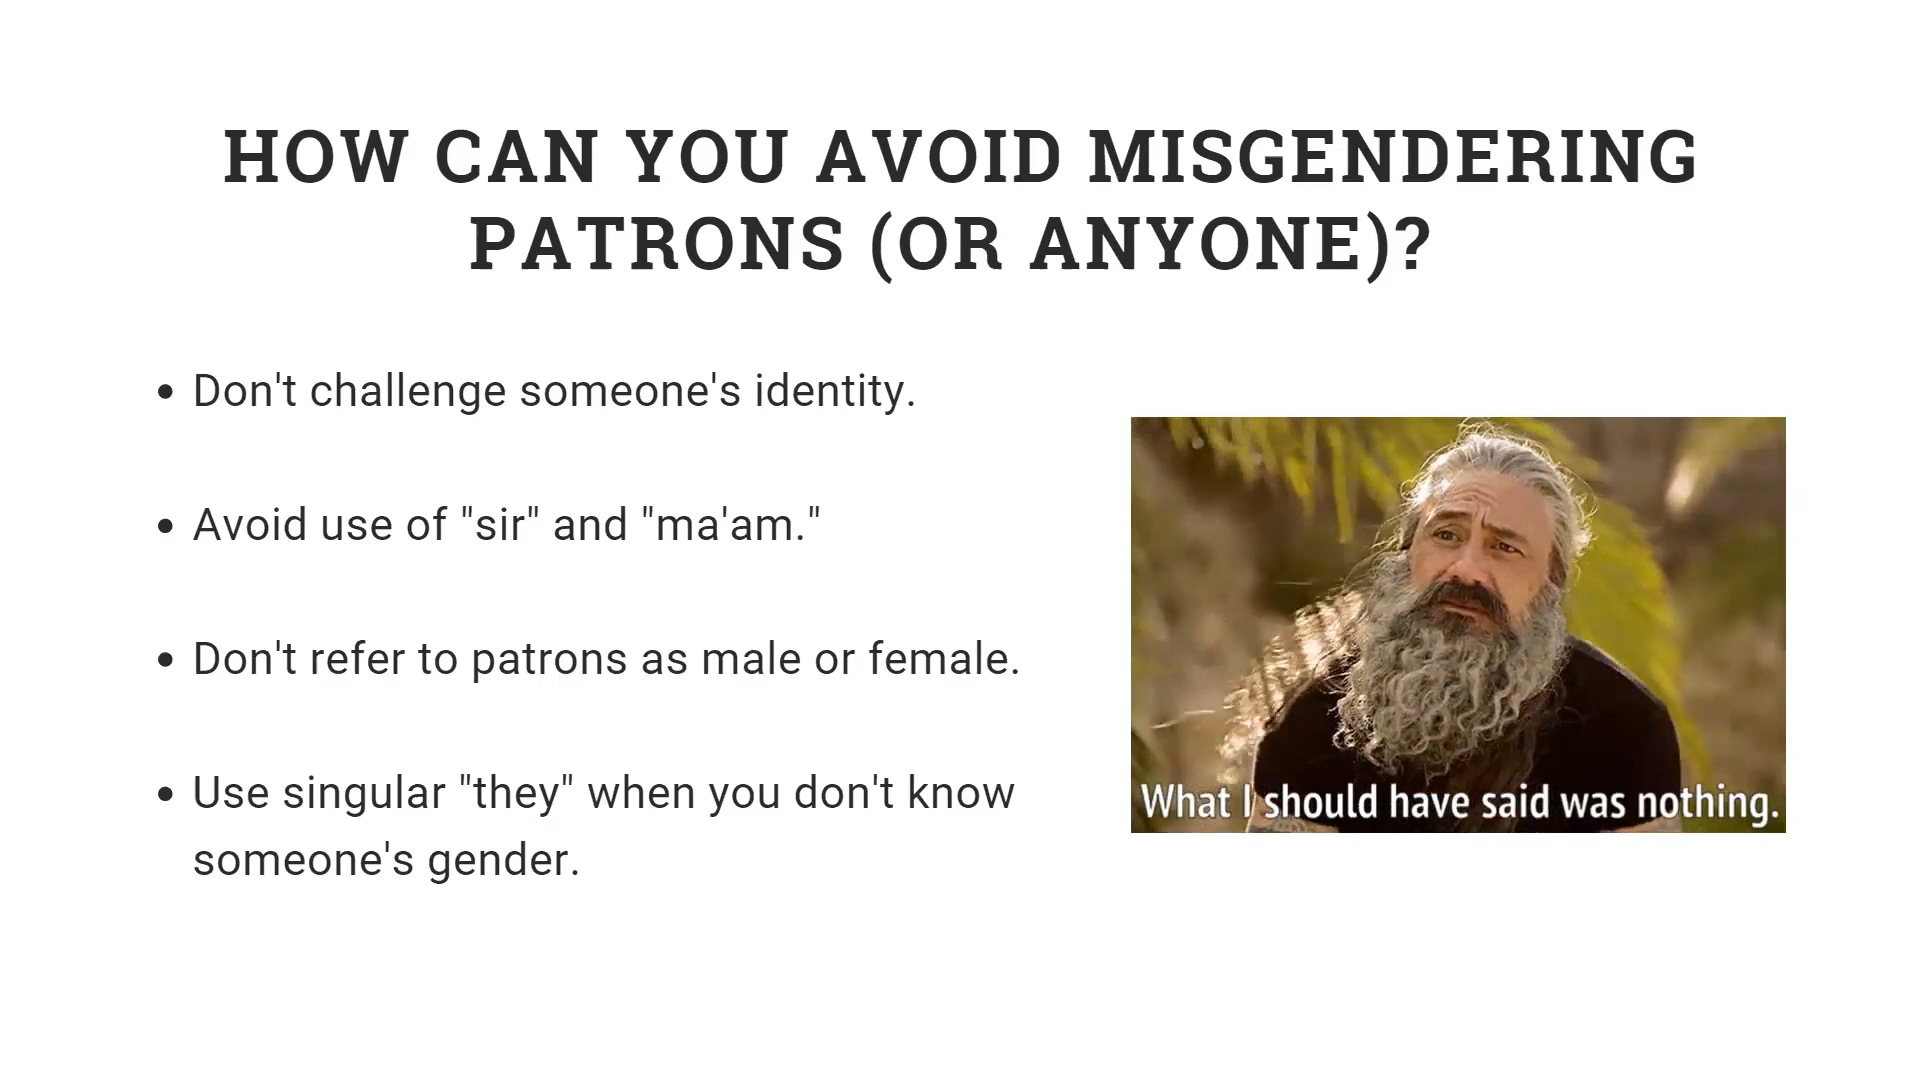 HOW CAN YOU AVOID MISGENDERING
PATRONS (OR ANYONE)?
• Don't challenge someone's identity.
• Avoid use of "sir" and "ma'am."
• Don't refer to patrons as male or female.
• Use singular "they" when you don't know
someone's gender.
What I should have said was nothing.